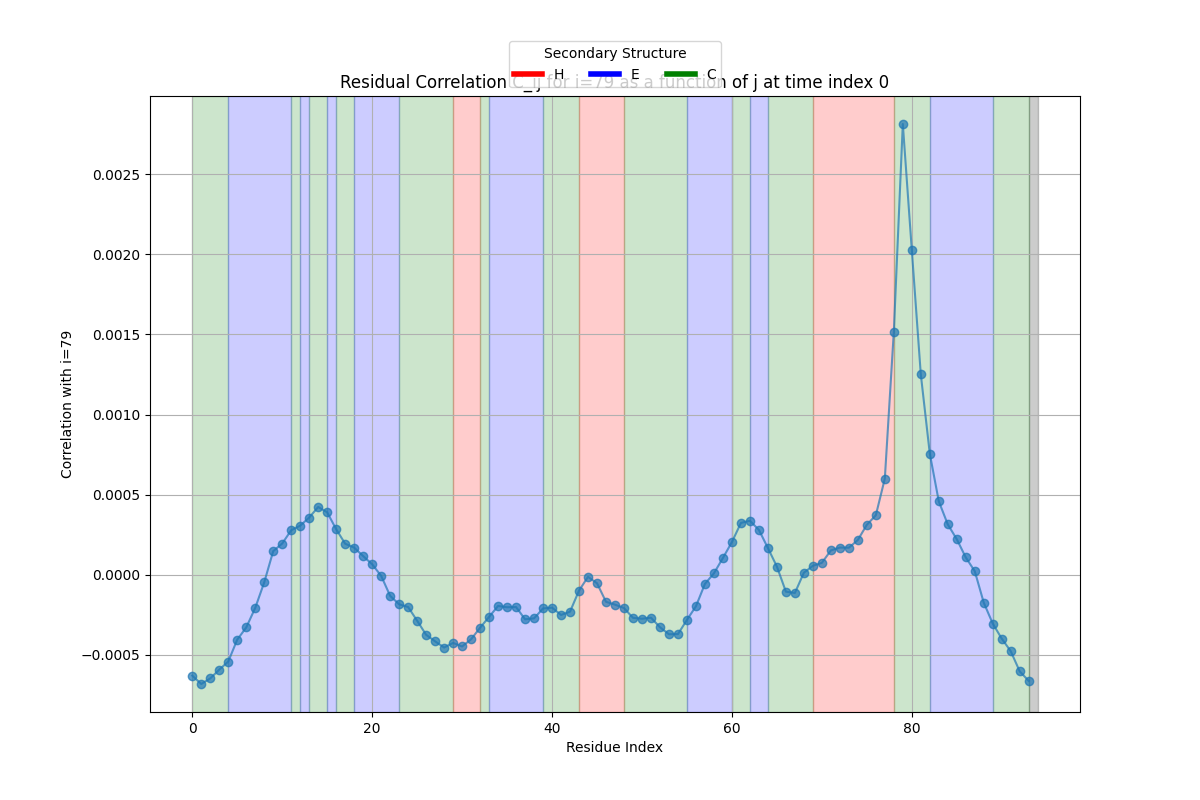 Secondary Structure
H E C
Residual Correlation C_ij for i=79 as a function of j at time index 0
Correlation with i=79
0.0025
0.0020
0.0015
0.0010
0.0005
0.0000
−0.0005
0 20 40 60 80
Residue Index